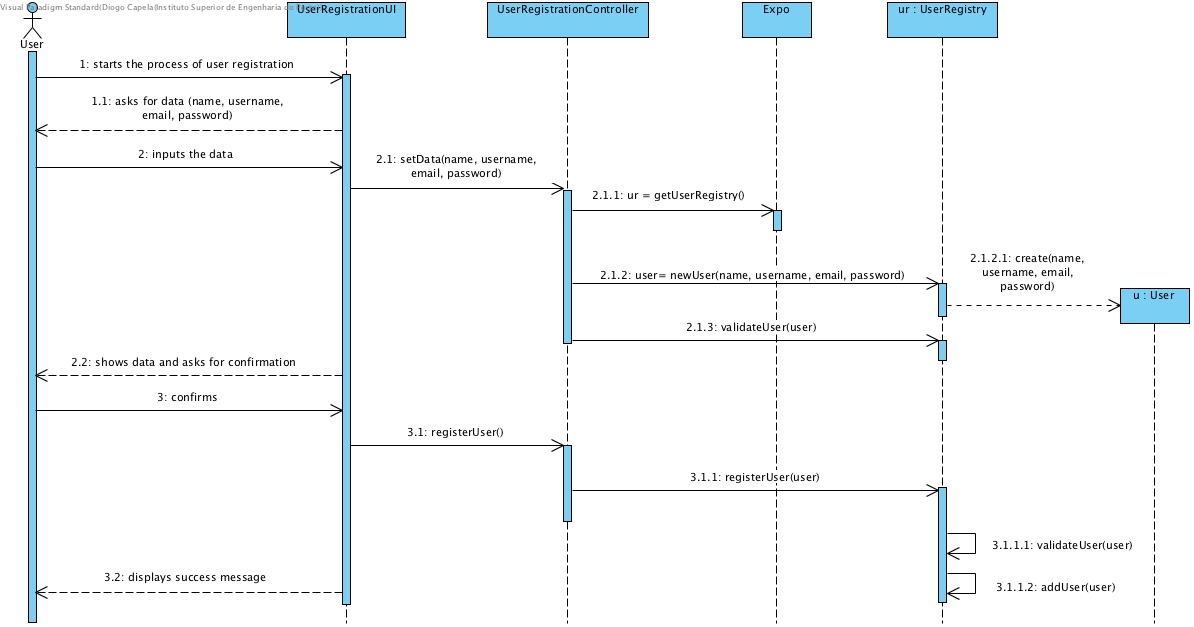 Visual Paradigm Standard(Diogo Capela(Instituto Superior de Engenharia de
UserRegistrationUI
UserRegistrationController
Expo
ur : UserRegistry
User
1: starts the process of user registration
1.1: asks for data (name, username,
email, password)
2: inputs the data
2.1: setData(name, username,
email, password)
2.1.1: ur = getUserRegistry()
2.1.2: user= newUser(name, username, email, password)
2.1.2.1: create(name,
username, email,
password)
u : User
2.1.3: validateUser(user)
2.2: shows data and asks for confirmation
3: confirms
3.1: registerUser()
3.1.1: registerUser(user)
3.1.1.1: validateUser(user)
3.2: displays success message
3.1.1.2: addUser(user)